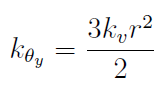 $k_{\theta_y} = \frac{3k_v r^2}{2}$